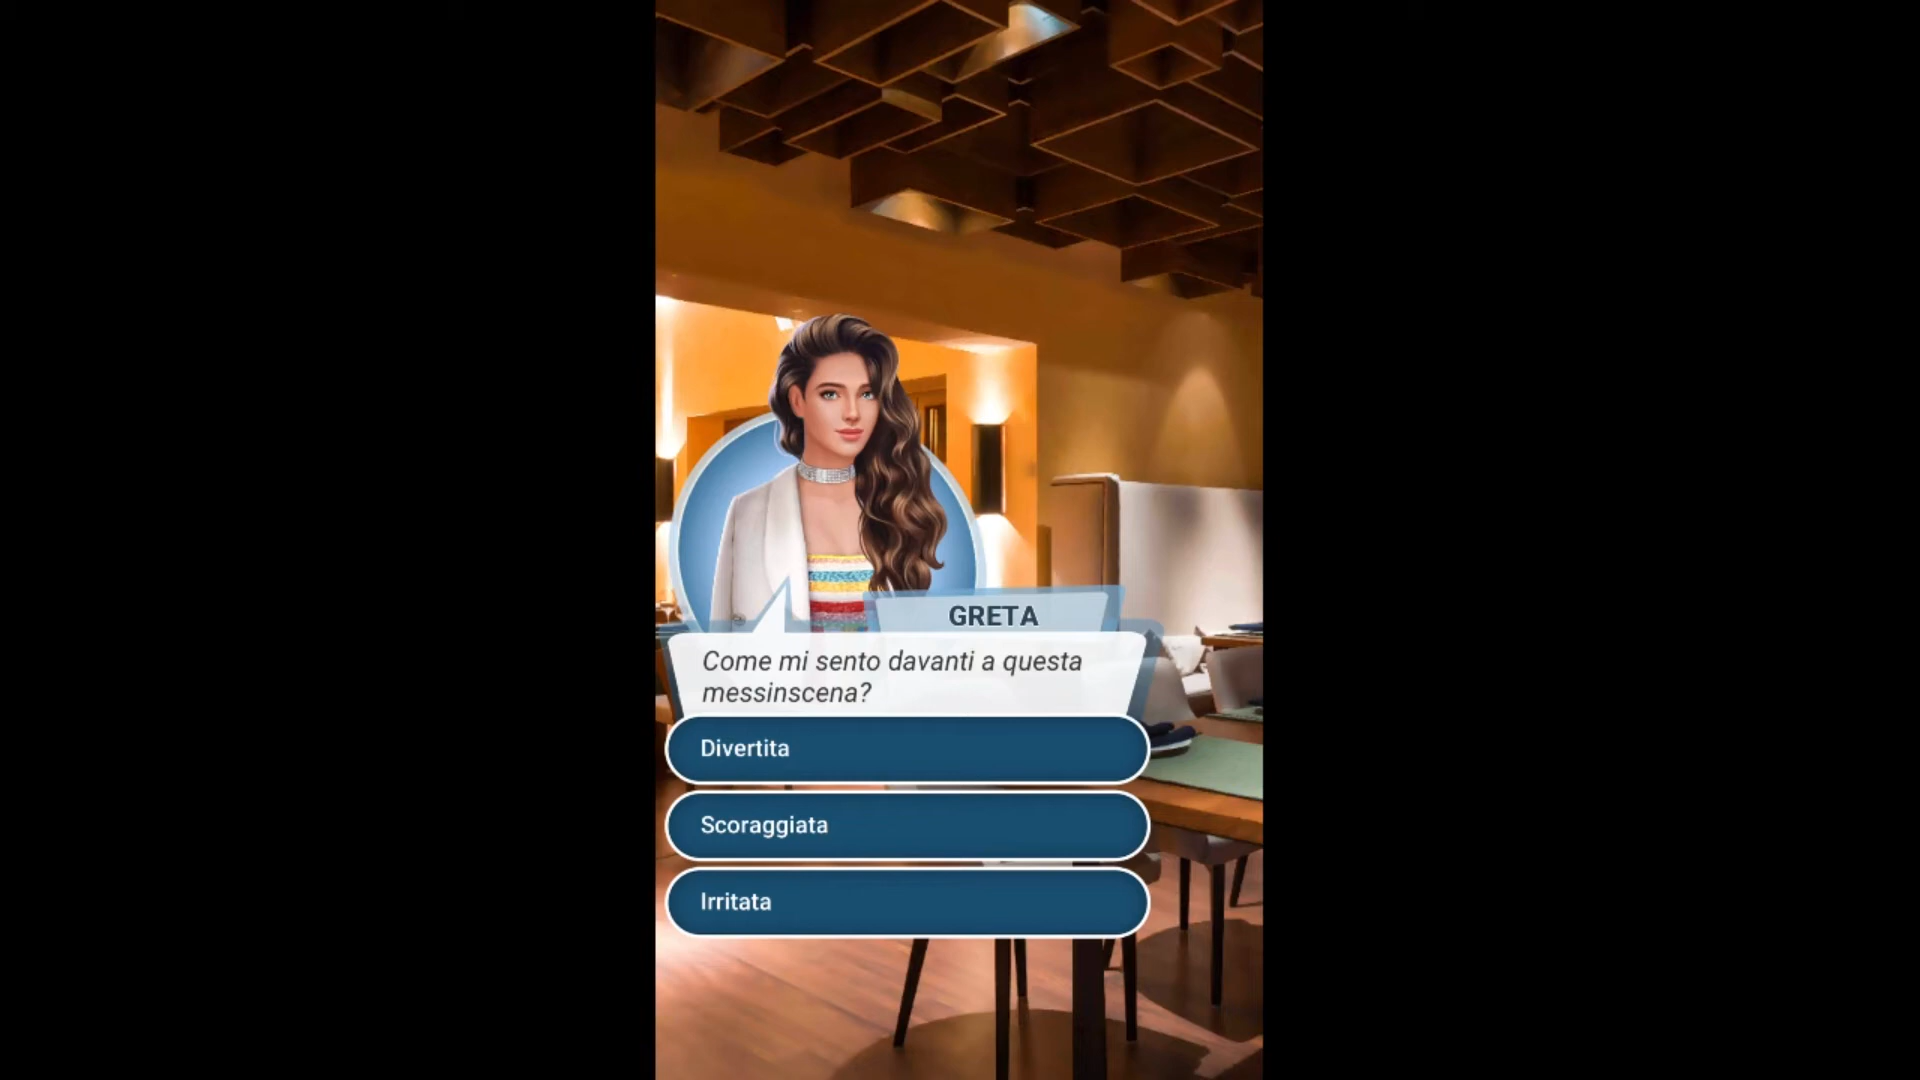 GRETA
Come mi sento davanti a questa
messinscena?
Divertita
Scoraggiata
Irritata